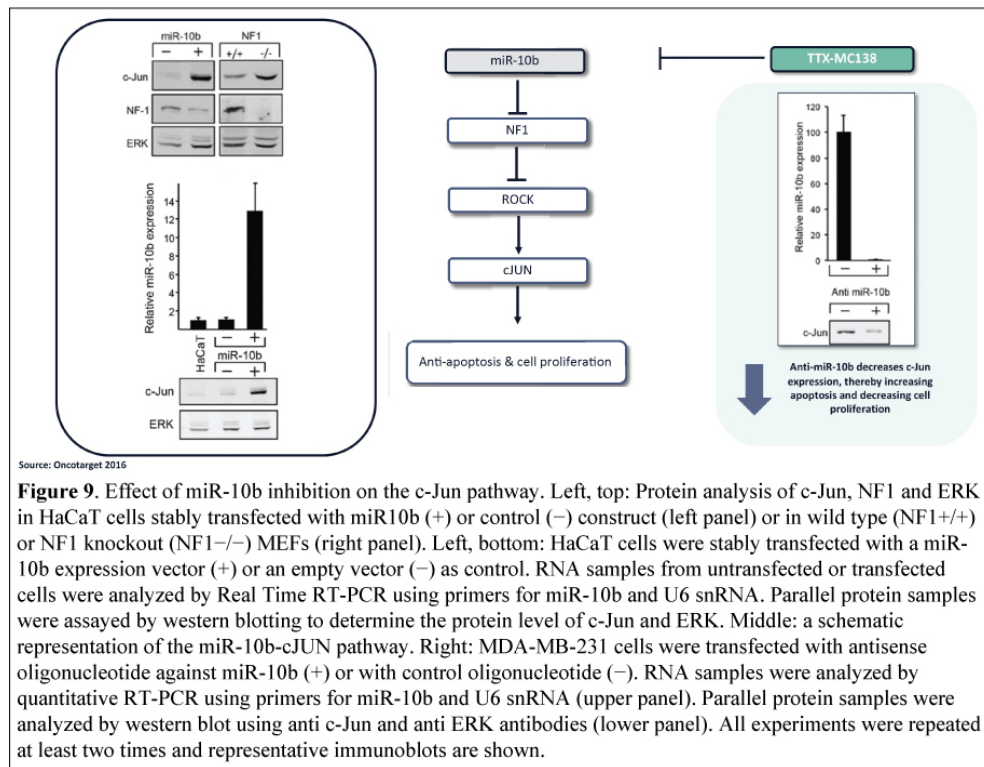 miR-10b
NF1
− +
+/+ -/-
c-Jun
NF-1
ERK
Relative miR-10b expression
14
12
10
8
6
4
2
HaCaT
− +
miR-10b
c-Jun
− +
ERK
miR-10b
NF1
ROCK
cJUN
Anti-apoptosis & cell proliferation
TTX-MC138
Relative miR-10b expression
120
100
80
60
40
20
0
− +
Anti miR-10b
− +
c-Jun
Anti-miR-10b decreases c-Jun
expression, thereby increasing
apoptosis and decreasing cell
proliferation
Source: Oncotarget 2016
Figure 9. Effect of miR-10b inhibition on the c-Jun pathway. Left, top: Protein analysis of c-Jun, NF1 and ERK
in HaCaT cells stably transfected with miR10b (+) or control (−) construct (left panel) or in wild type (NF1+/+)
or NF1 knockout (NF1−/−) MEFs (right panel). Left, bottom: HaCaT cells were stably transfected with a miR-
10b expression vector (+) or an empty vector (−) as control. RNA samples from untransfected or transfected
cells were analyzed by Real Time RT-PCR using primers for miR-10b and U6 snRNA. Parallel protein samples
were assayed by western blotting to determine the protein level of c-Jun and ERK. Middle: a schematic
representation of the miR-10b-cJUN pathway. Right: MDA-MB-231 cells were transfected with antisense
oligonucleotide against miR-10b (+) or with control oligonucleotide (−). RNA samples were analyzed by
quantitative RT-PCR using primers for miR-10b and U6 snRNA (upper panel). Parallel protein samples were
analyzed by western blot using anti c-Jun and anti ERK antibodies (lower panel). All experiments were repeated
at least two times and representative immunoblots are shown.